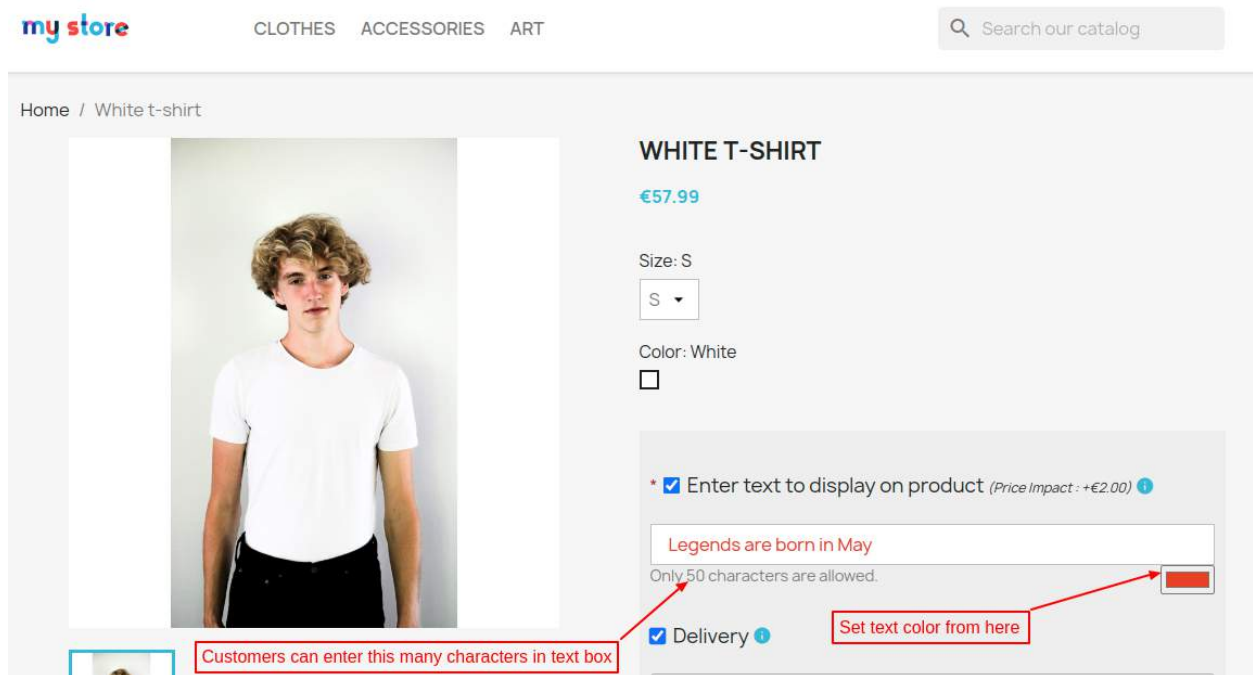 my store
CLOTHES ACCESSORIES ART
Search our catalog
Home / White t-shirt
WHITE T-SHIRT
€57.99
Size: S
S
Color: White
* Enter text to display on product (Price Impact : +€2.00) i
Legends are born in May
Only 50 characters are allowed.
Set text color from here
Delivery i
Customers can enter this many characters in text box